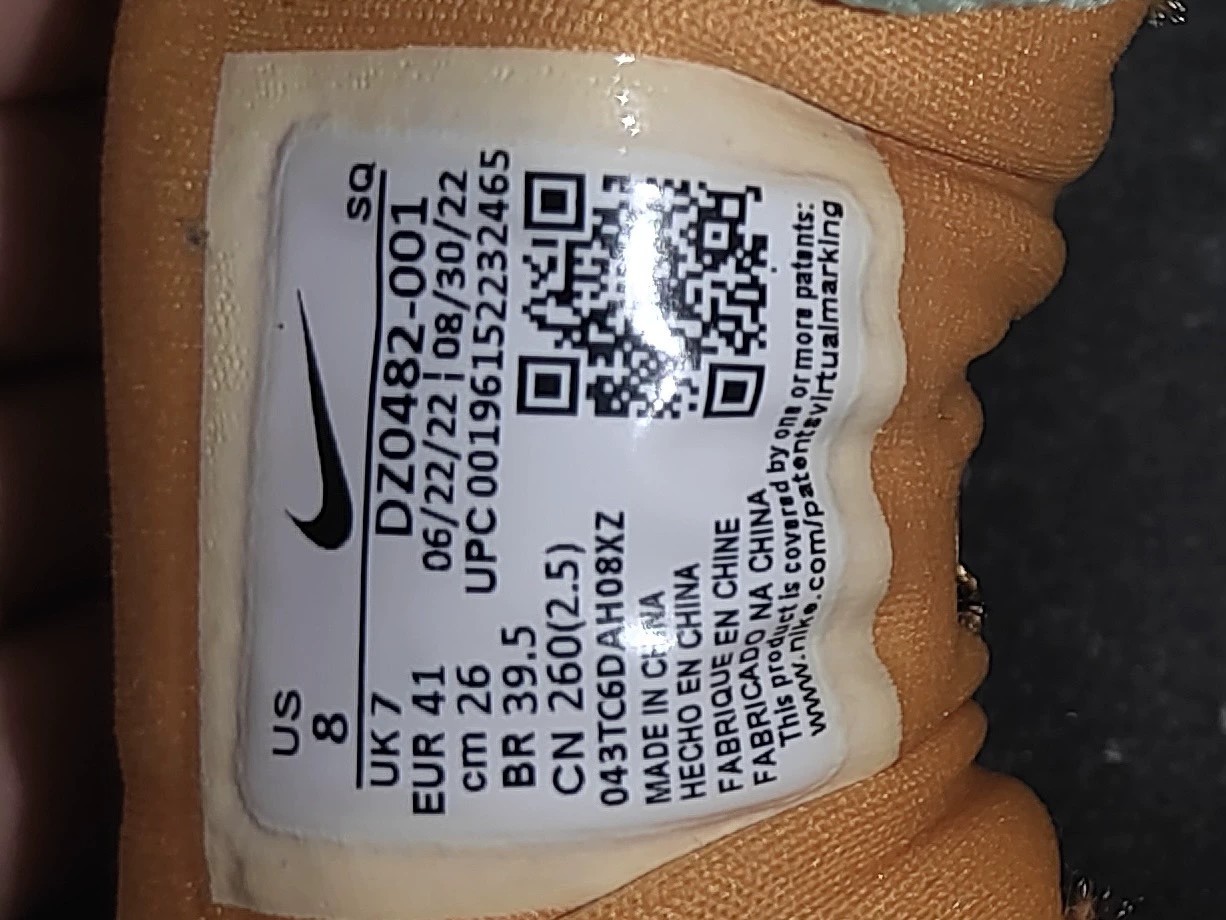 US
8
SQ
UK 7
DZ0482-001
EUR 41
06/22/22 | 08/30/22
cm 26
UPC 00196152232465
BR 39.5
CN 260(2.5)
043TC6DAH08XZ
MADE IN CHINA
HECHO EN CHINA
FABRIQUE EN CHINE
FABRICADO NA CHINA
This product is covered by one or more patents:
www.nike.com/patentsvirtualmarking